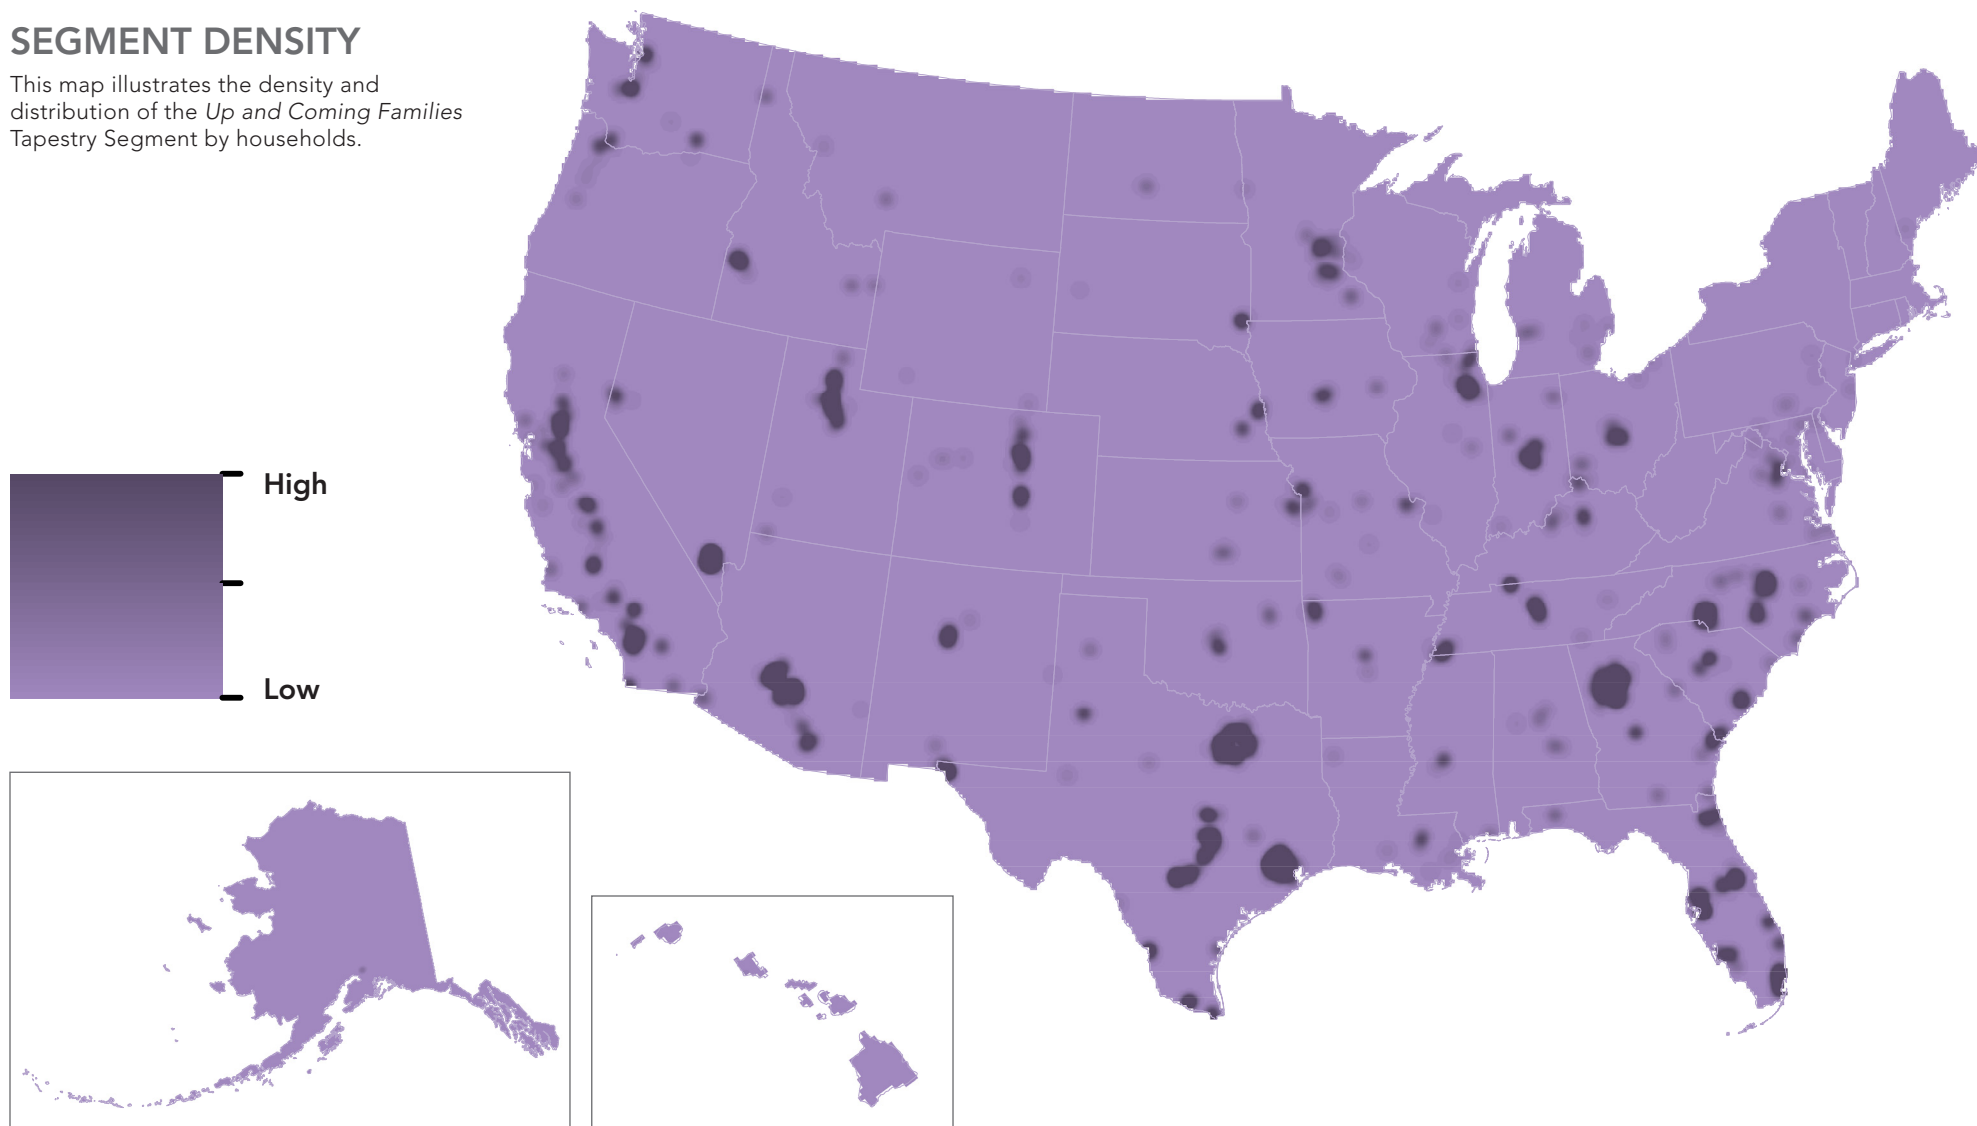 SEGMENT DENSITY
This map illustrates the density and
distribution of the Up and Coming Families
Tapestry Segment by households.
High
Low